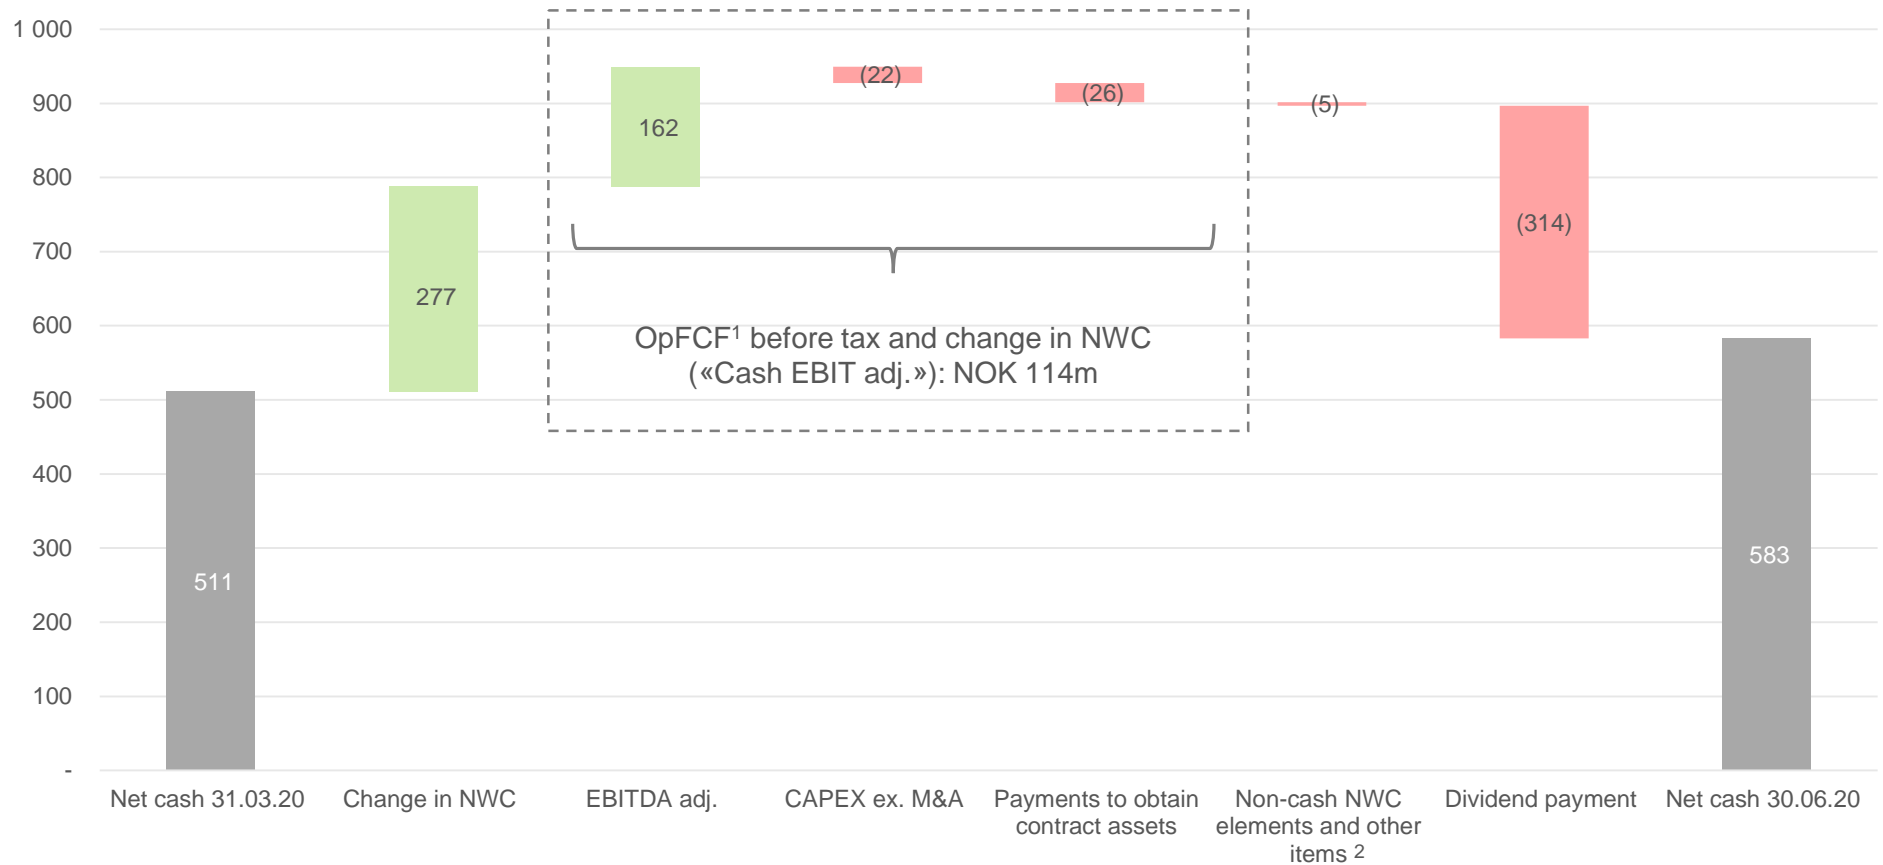 1 000
900
800
700
600
500
400
300
200
100
-
511
277
162
(22)
(26)
(5)
(314)
583
OpFCF¹ before tax and change in NWC
(«Cash EBIT adj.»): NOK 114m
Net cash 31.03.20
Change in NWC
EBITDA adj.
CAPEX ex. M&A
Payments to obtain
contract assets
Non-cash NWC
elements and other
items ²
Dividend payment
Net cash 30.06.20